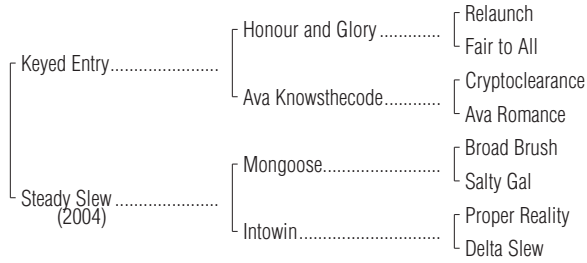 Relaunch
Honour and Glory.............
Fair to All
Keyed Entry........................
Cryptoclearance
Ava Knowsthecode............
Ava Romance
Broad Brush
Mongoose..........................
Salty Gal
Steady Slew.......................
(2004)
Proper Reality
Intowin................................
Delta Slew